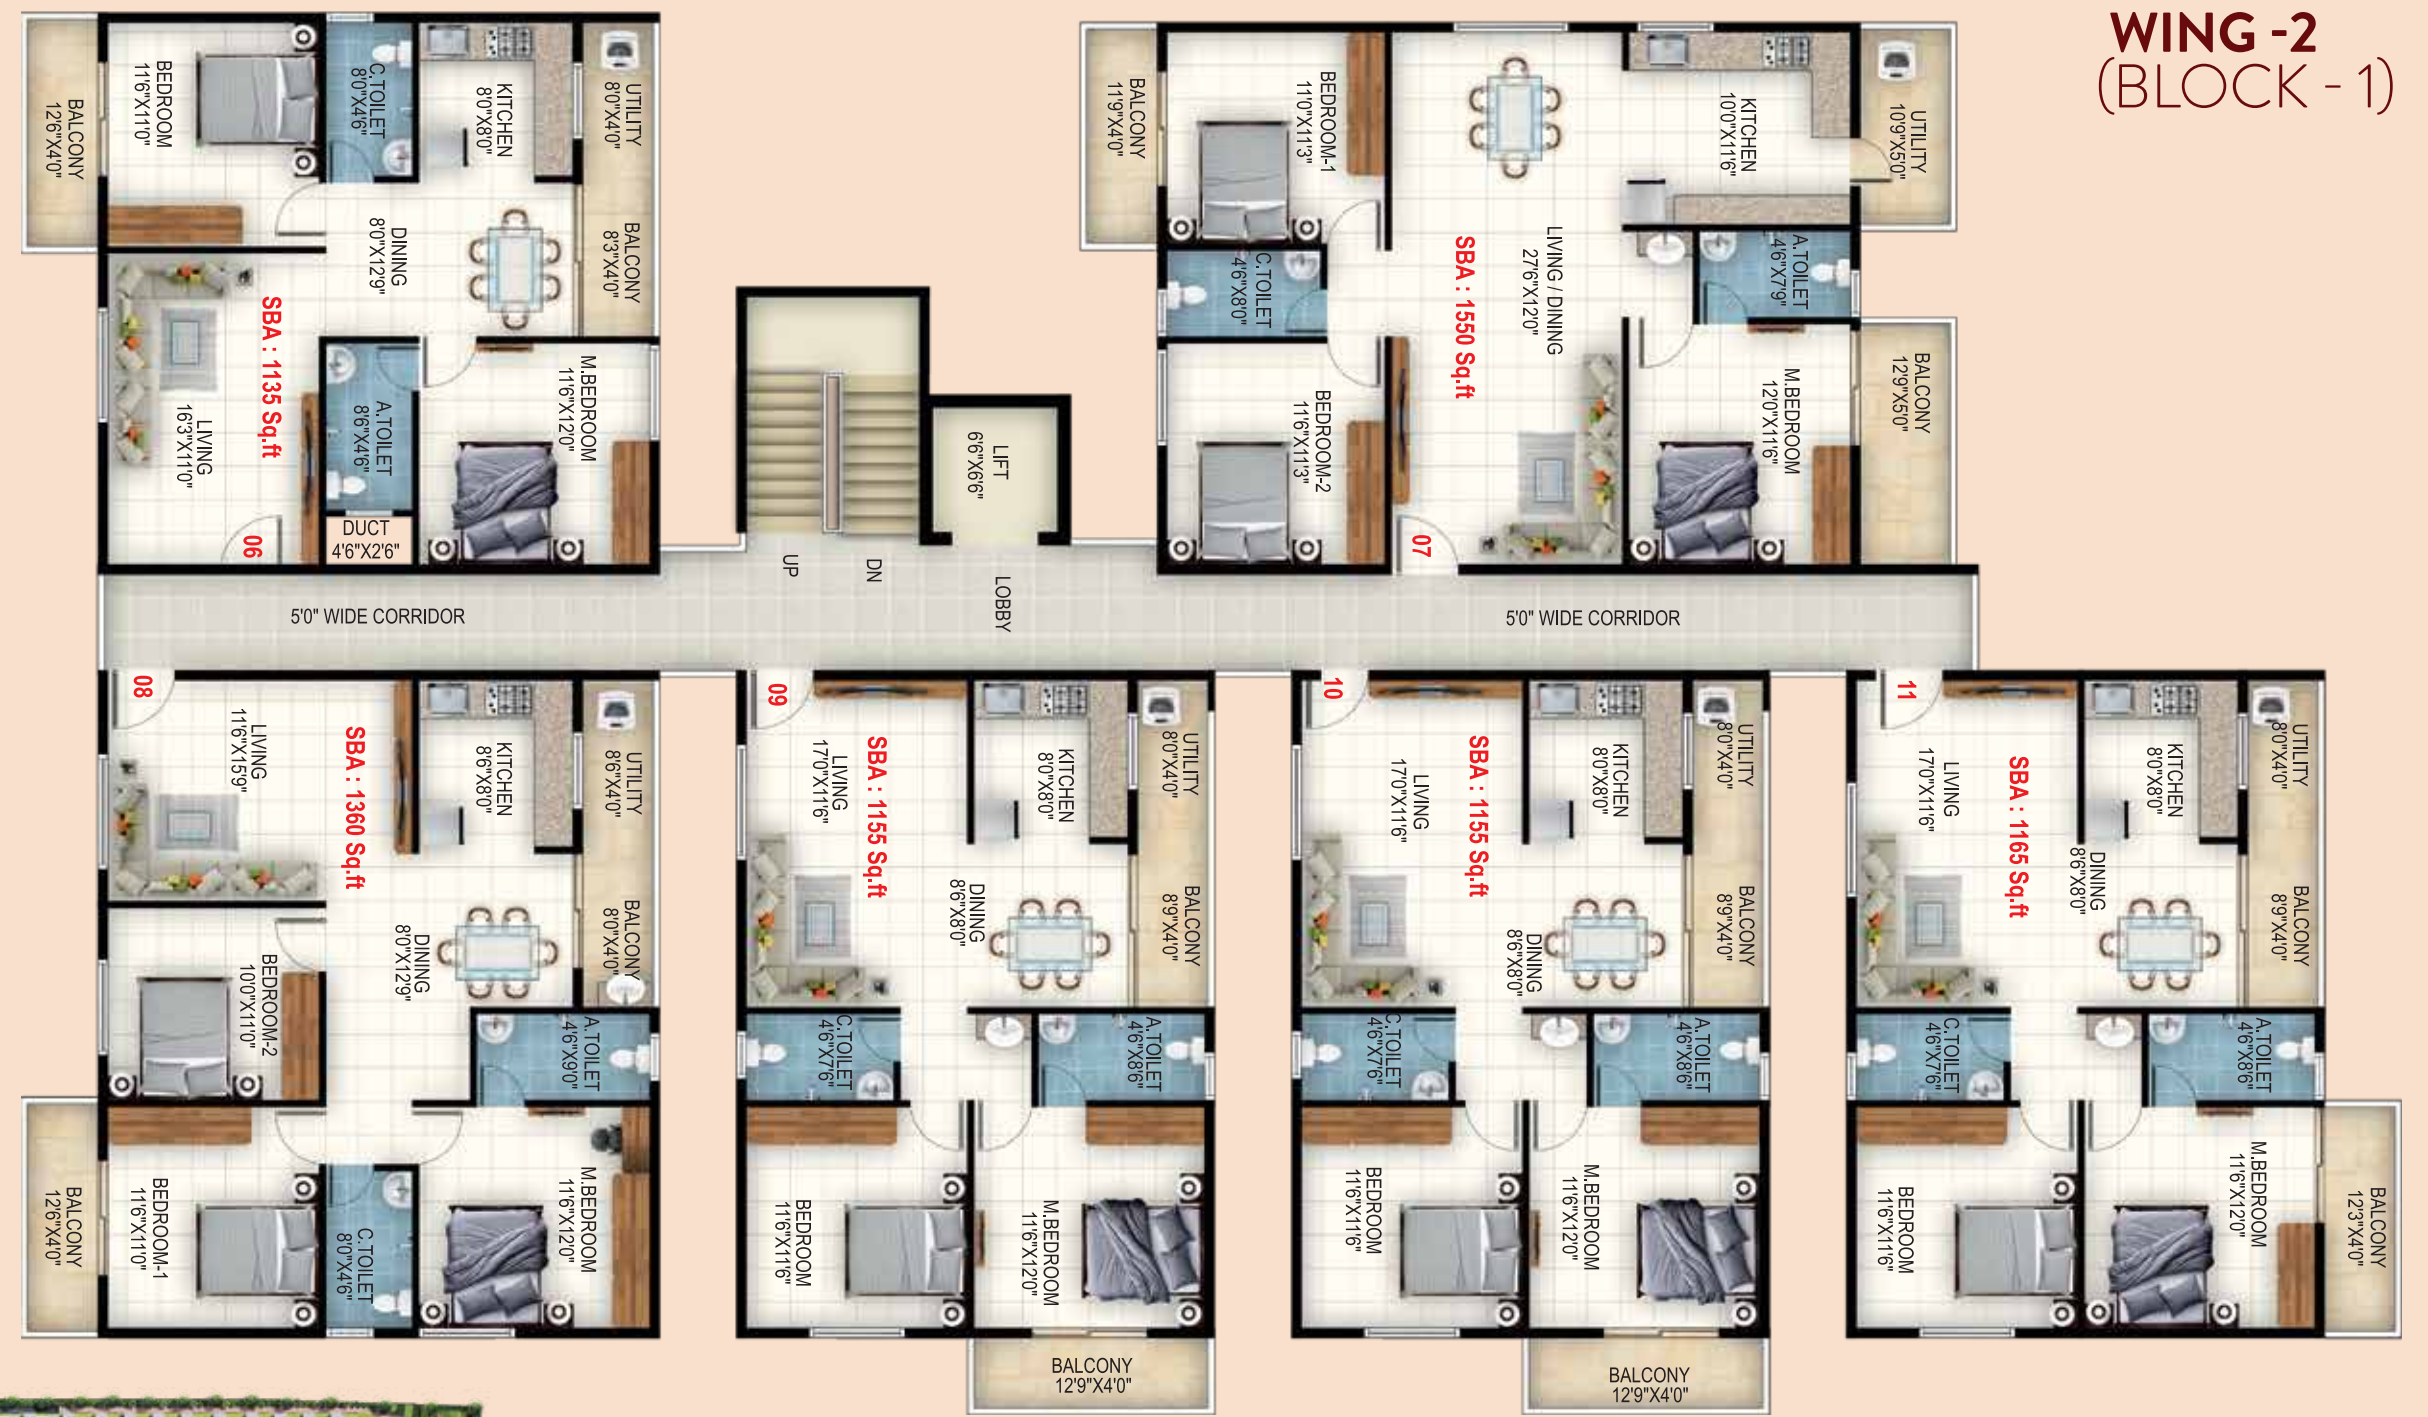 WING -2
(BLOCK - 1)
BALCONY
12'6"X4'0"
BEDROOM
11'6"X11'0"
C.TOILET
8'0"X4'6"
KITCHEN
8'0"X8'0"
UTILITY
8'0"X4'0"
DINING
8'0"X12'9"
BALCONY
8'3"X4'0"
SBA : 1135 Sq.ft
LIVING
16'3"X11'0"
A.TOILET
8'6"X4'6"
M.BEDROOM
11'6"X12'0"
DUCT
4'6"X2'6"
06
LIFT
6'6"X6'6"
UP
DN
LOBBY
BALCONY
11'9"X4'0"
BEDROOM-1
11'0"X11'3"
KITCHEN
10'0"X11'6"
UTILITY
10'9"X5'0"
C.TOILET
4'6"X8'0"
SBA : 1550 Sq.ft
LIVING / DINING
27'6"X12'0"
A.TOILET
4'6"X7'9"
BEDROOM-2
11'6"X11'3"
M.BEDROOM
12'0"X11'6"
BALCONY
12'9"X5'0"
07
5'0" WIDE CORRIDOR
5'0" WIDE CORRIDOR
08
LIVING
11'6"X15'9"
SBA : 1360 Sq.ft
KITCHEN
8'6"X8'0"
UTILITY
8'6"X4'0"
BEDROOM-2
10'0"X11'0"
DINING
8'0"X12'9"
BALCONY
8'0"X4'0"
A.TOILET
4'6"X9'0"
BALCONY
12'6"X4'0"
BEDROOM-1
11'6"X11'0"
C.TOILET
8'0"X4'6"
M.BEDROOM
11'6"X12'0"
09
LIVING
17'0"X11'6"
SBA : 1155 Sq.ft
KITCHEN
8'0"X8'0"
UTILITY
8'0"X4'0"
DINING
8'6"X8'0"
BALCONY
8'9"X4'0"
C.TOILET
4'6"X7'6"
A.TOILET
4'6"X8'6"
BEDROOM
11'6"X11'6"
M.BEDROOM
11'6"X12'0"
BALCONY
12'9"X4'0"
10
LIVING
17'0"X11'6"
SBA : 1155 Sq.ft
KITCHEN
8'0"X8'0"
UTILITY
8'0"X4'0"
DINING
8'6"X8'0"
BALCONY
8'9"X4'0"
C.TOILET
4'6"X7'6"
A.TOILET
4'6"X8'6"
BEDROOM
11'6"X11'6"
M.BEDROOM
11'6"X12'0"
BALCONY
12'9"X4'0"
11
LIVING
17'0"X11'6"
SBA : 1165 Sq.ft
KITCHEN
8'0"X8'0"
UTILITY
8'0"X4'0"
DINING
8'6"X8'0"
BALCONY
8'9"X4'0"
C.TOILET
4'6"X7'6"
A.TOILET
4'6"X8'6"
BEDROOM
11'6"X11'6"
M.BEDROOM
11'6"X12'0"
BALCONY
12'3"X4'0"